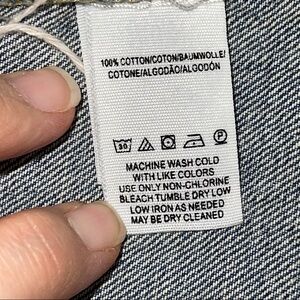 100% COTTON/COTON/BAUMWOLLE/
COTONE/ALGODÃO/ALGODÓN
30
P
MACHINE WASH COLD
WITH LIKE COLORS
USE ONLY NON-CHLORINE
BLEACH TUMBLE DRY LOW
LOW IRON AS NEEDED
MAY BE DRY CLEANED